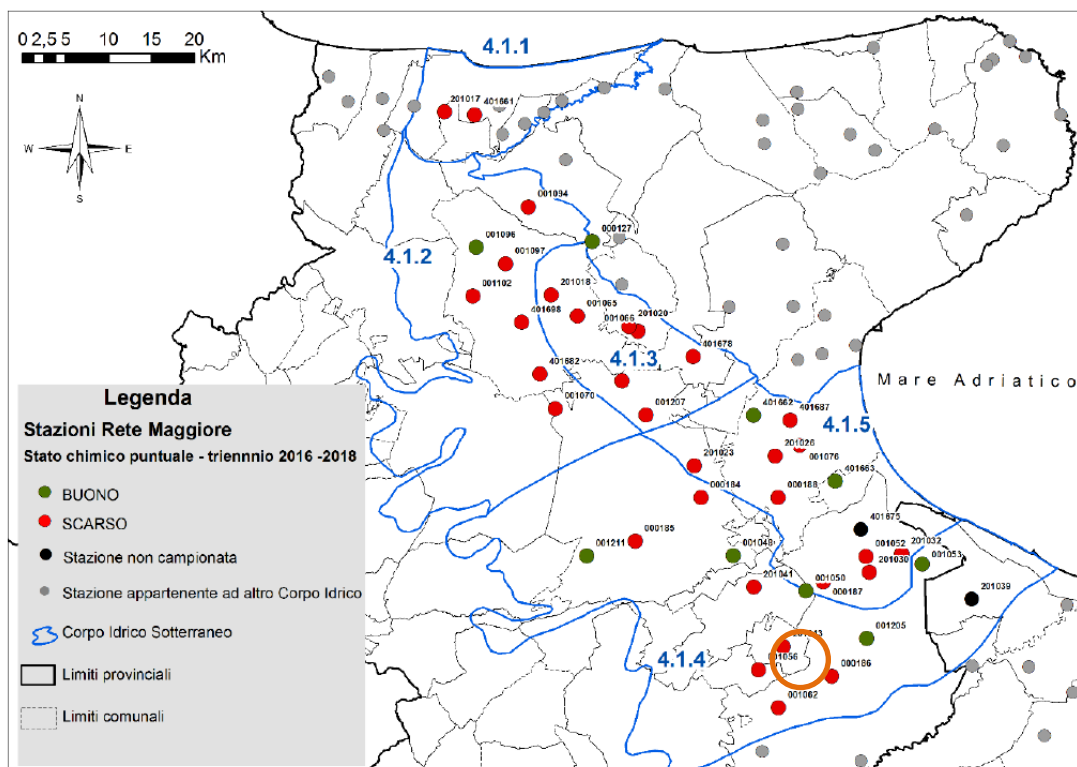 0 2,5 5 10 15 20
Km
N
W E
S
4.1.1
201017
401661
001094
001096
001097
000127
4.1.2
001102
201018
401698
001065
001066
201020
401678
4.1.3
401682
001070
001207
401662
401687
4.1.5
Mare Adriatico
201023
201026
001076
000184
000188
401663
401675
000185
001211
001048
001052
201032
201030
001053
201041
001050
000187
201039
001205
4.1.4
001056
000186
001062
Legenda
Stazioni Rete Maggiore
Stato chimico puntuale - triennnio 2016 -2018
BUONO
SCARSO
Stazione non campionata
Stazione appartenente ad altro Corpo Idrico
Corpo Idrico Sotterraneo
Limiti provinciali
Limiti comunali